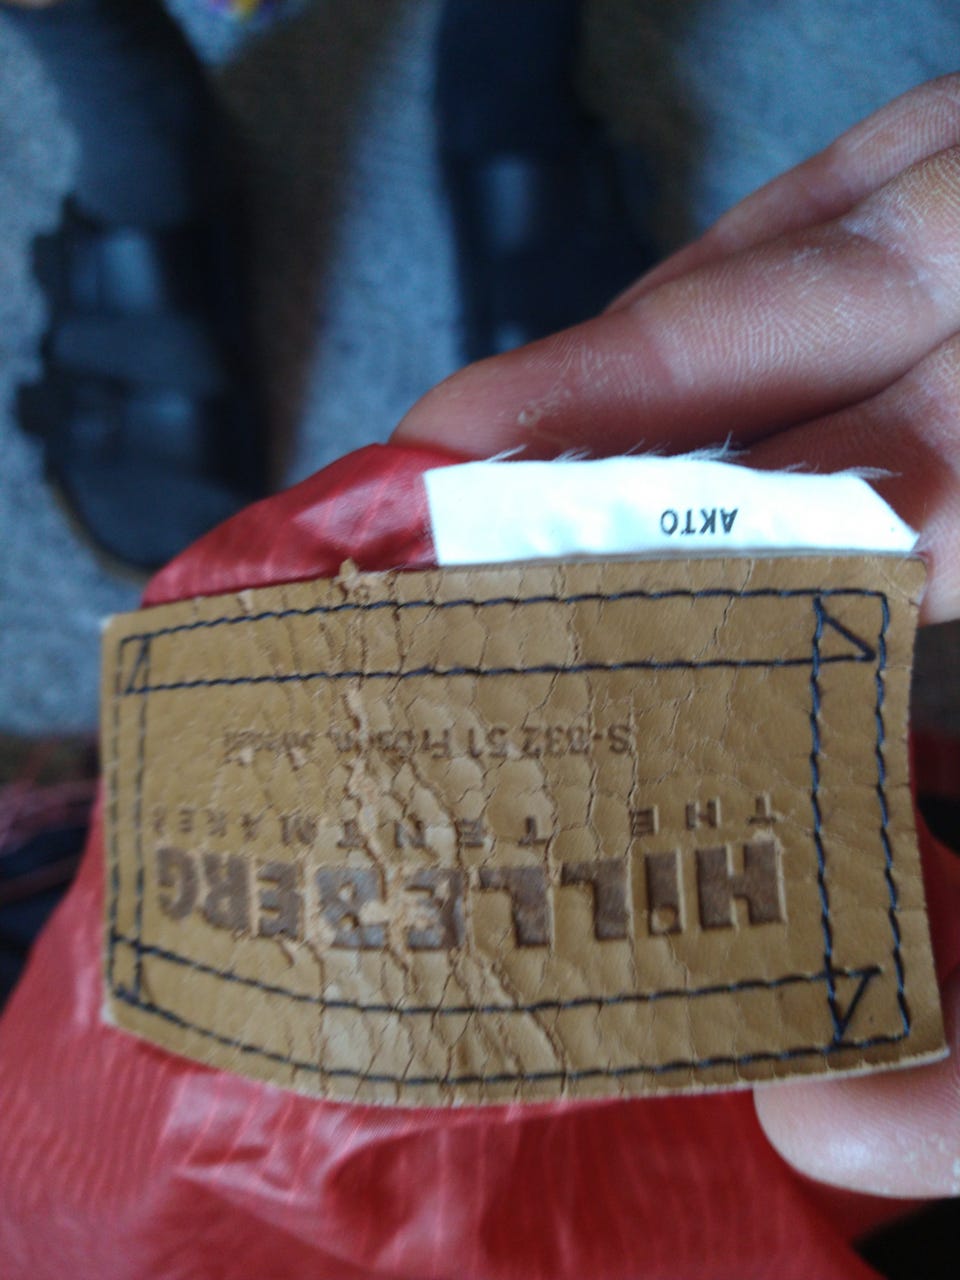 HiLLEBERG
THE TENTMAKER
S-832 51 Frösön, Sweden
AKTO